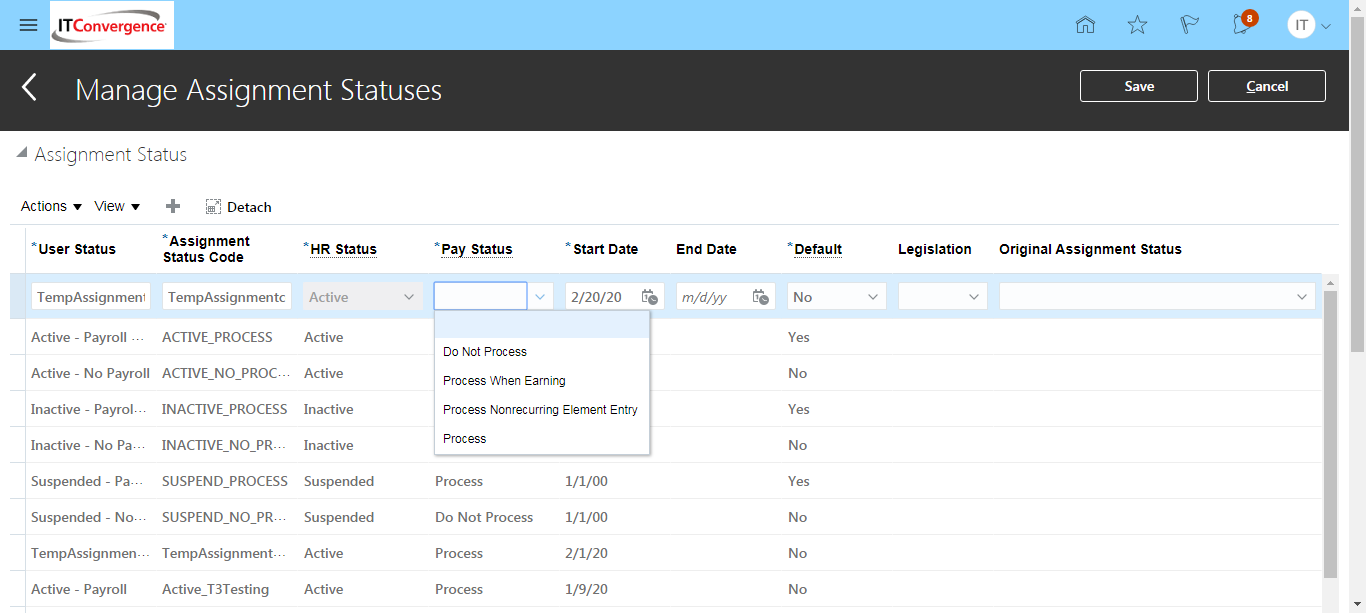 ITConvergence
8
IT
Manage Assignment Statuses
Save
Cancel
Assignment Status
Actions View Detach
*User Status *Assignment Status Code *HR Status *Pay Status *Start Date End Date *Default Legislation Original Assignment Status
TempAssignment TempAssignmentc Active 2/20/20 m/d/yy No
Active - Payroll ... ACTIVE_PROCESS Active Yes
Do Not Process
Active - No Payroll ACTIVE_NO_PROC... Active No
Process When Earning
Inactive - Payrol... INACTIVE_PROCESS Inactive Yes
Process Nonrecurring Element Entry
Inactive - No Pa... INACTIVE_NO_PR... Inactive No
Process
Suspended - Pa... SUSPEND_PROCESS Suspended Process 1/1/00 Yes
Suspended - No... SUSPEND_NO_PR... Suspended Do Not Process 1/1/00 No
TempAssignmen... TempAssignment... Active Process 2/1/20 No
Active - Payroll Active_T3Testing Active Process 1/9/20 No